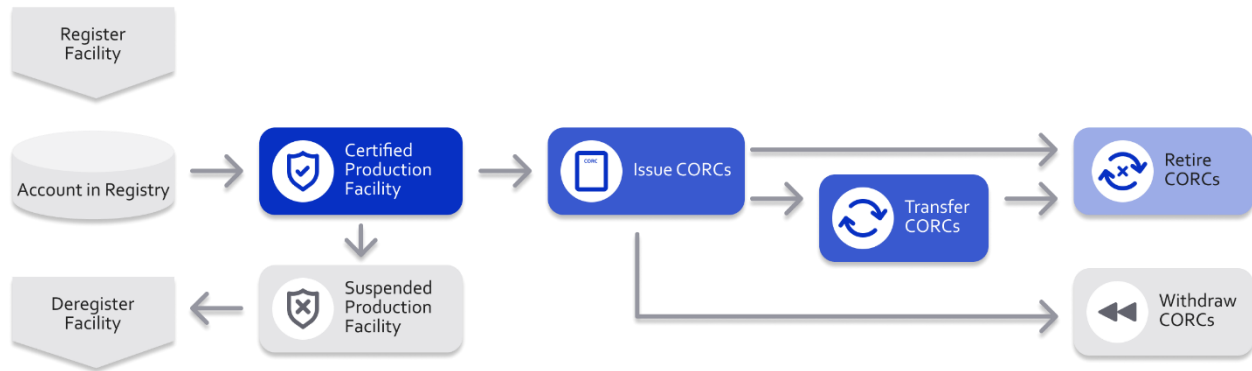 Register
Facility
Account in Registry
Certified
Production
Facility
CORC
Issue CORCs
Transfer
CORCs
Retire
CORCs
Deregister
Facility
Suspended
Production
Facility
Withdraw
CORCs